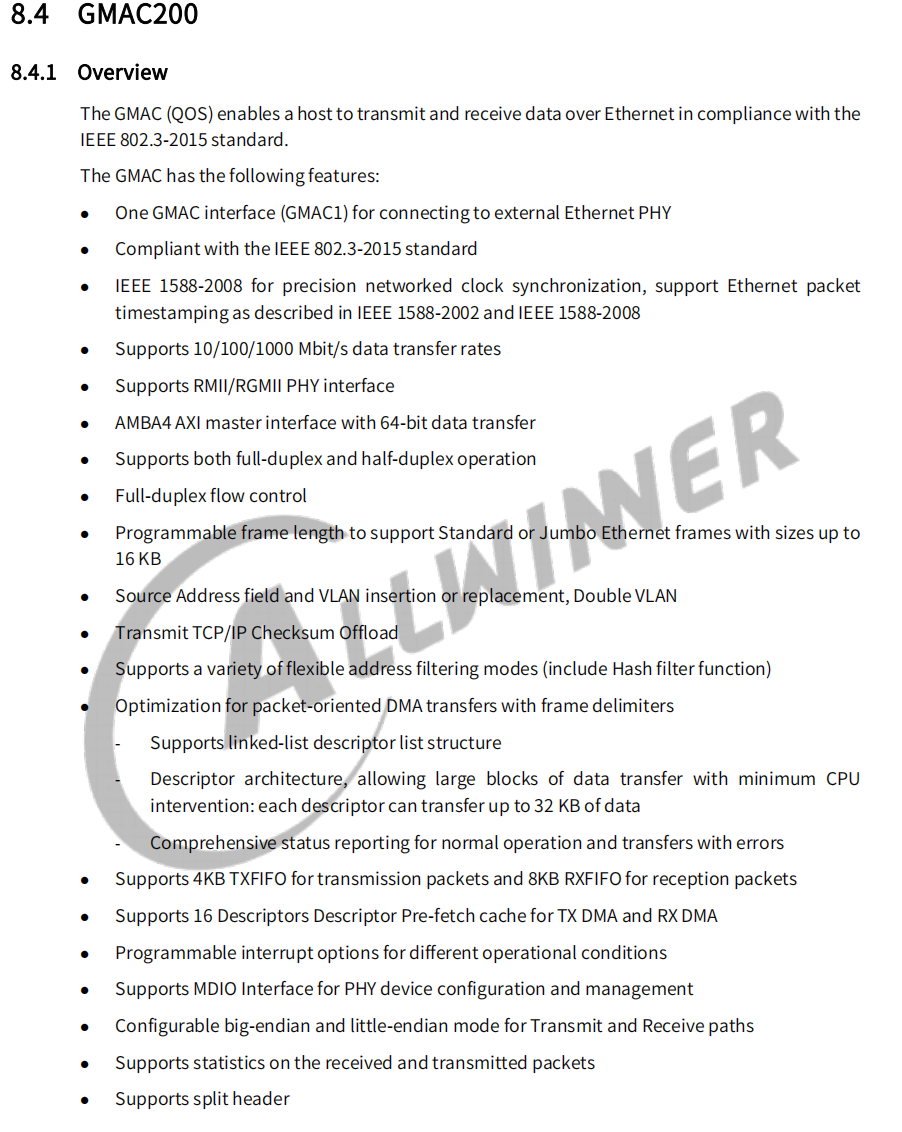 8.4 GMAC200
8.4.1 Overview
The GMAC (QOS) enables a host to transmit and receive data over Ethernet in compliance with the
IEEE 802.3-2015 standard.
The GMAC has the following features:
● One GMAC interface (GMAC1) for connecting to external Ethernet PHY
● Compliant with the IEEE 802.3-2015 standard
● IEEE 1588-2008 for precision networked clock synchronization, support Ethernet packet
timestamping as described in IEEE 1588-2002 and IEEE 1588-2008
● Supports 10/100/1000 Mbit/s data transfer rates
● Supports RMII/RGMII PHY interface
● AMBA4 AXI master interface with 64-bit data transfer
● Supports both full-duplex and half-duplex operation
● Full-duplex flow control
● Programmable frame length to support Standard or Jumbo Ethernet frames with sizes up to
16 KB
● Source Address field and VLAN insertion or replacement, Double VLAN
● Transmit TCP/IP Checksum Offload
● Supports a variety of flexible address filtering modes (include Hash filter function)
● Optimization for packet-oriented DMA transfers with frame delimiters
- Supports linked-list descriptor list structure
- Descriptor architecture, allowing large blocks of data transfer with minimum CPU
intervention: each descriptor can transfer up to 32 KB of data
- Comprehensive status reporting for normal operation and transfers with errors
● Supports 4KB TXFIFO for transmission packets and 8KB RXFIFO for reception packets
● Supports 16 Descriptors Descriptor Pre-fetch cache for TX DMA and RX DMA
● Programmable interrupt options for different operational conditions
● Supports MDIO Interface for PHY device configuration and management
● Configurable big-endian and little-endian mode for Transmit and Receive paths
● Supports statistics on the received and transmitted packets
● Supports split header
ALLWINNER